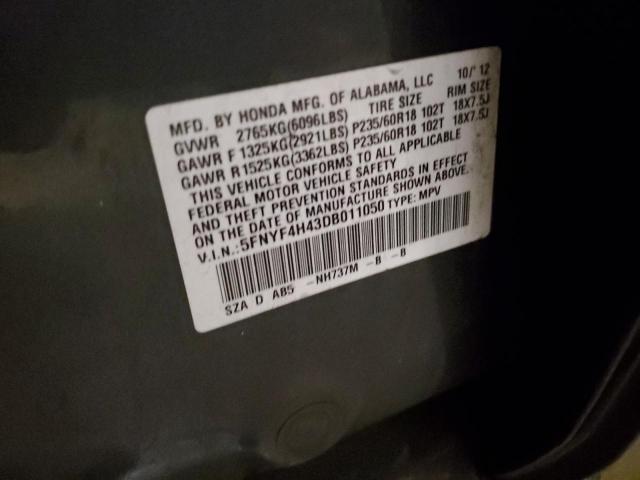 MFD. BY HONDA MFG. OF ALABAMA, LLC 10/'12
GVWR 2765KG(6096LBS) TIRE SIZE RIM SIZE
GAWR F 1325KG(2921LBS) P235/60R18 102T 18X7.5J
GAWR R 1525KG(3362LBS) P235/60R18 102T 18X7.5J
THIS VEHICLE CONFORMS TO ALL APPLICABLE
FEDERAL MOTOR VEHICLE SAFETY
AND THEFT PREVENTION STANDARDS IN EFFECT
ON THE DATE OF MANUFACTURE SHOWN ABOVE.
V.I.N.: 5FNYF4H43DB011050 TYPE: MPV
SZA D AB5 -NH737M -B -B